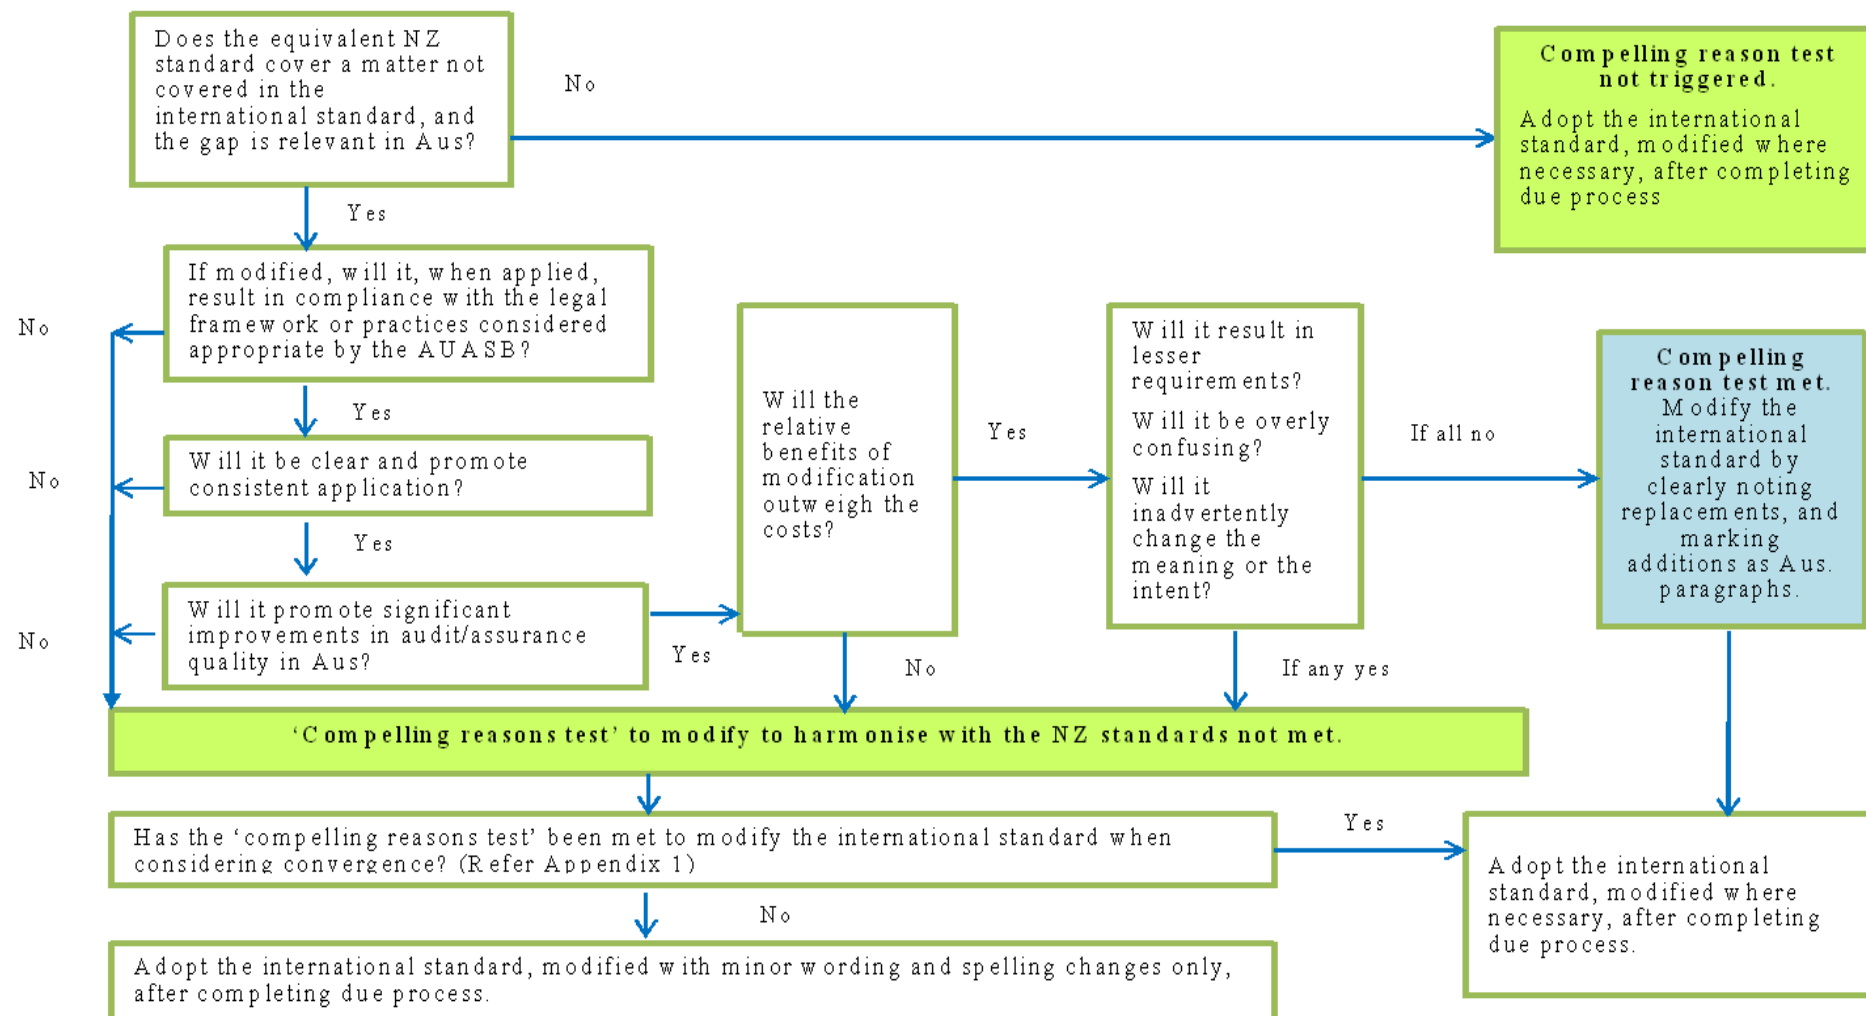 Does the equivalent NZ
standard cover a matter not
covered in the
international standard, and
the gap is relevant in Aus?
No
Compelling reason test
not triggered.
Adopt the international
standard, modified where
necessary, after completing
due process
Yes
If modified, will it, when applied,
result in compliance with the legal
framework or practices considered
appropriate by the AUASB?
No
Yes
Will it be clear and promote
consistent application?
No
Yes
Will it promote significant
improvements in audit/assurance
quality in Aus?
No
Yes
Will the
relative
benefits of
modification
outweigh the
costs?
Yes
No
Will it result in
lesser
requirements?
Will it be overly
confusing?
Will it
inadvertently
change the
meaning or the
intent?
If all no
If any yes
Compelling
reason test met.
Modify the
international
standard by
clearly noting
replacements, and
marking
additions as Aus.
paragraphs.
‘Compelling reasons test’ to modify to harmonise with the NZ standards not met.
Has the ‘compelling reasons test’ been met to modify the international standard when
considering convergence? (Refer Appendix 1)
Yes
No
Adopt the international
standard, modified where
necessary, after completing
due process.
Adopt the international standard, modified with minor wording and spelling changes only,
after completing due process.